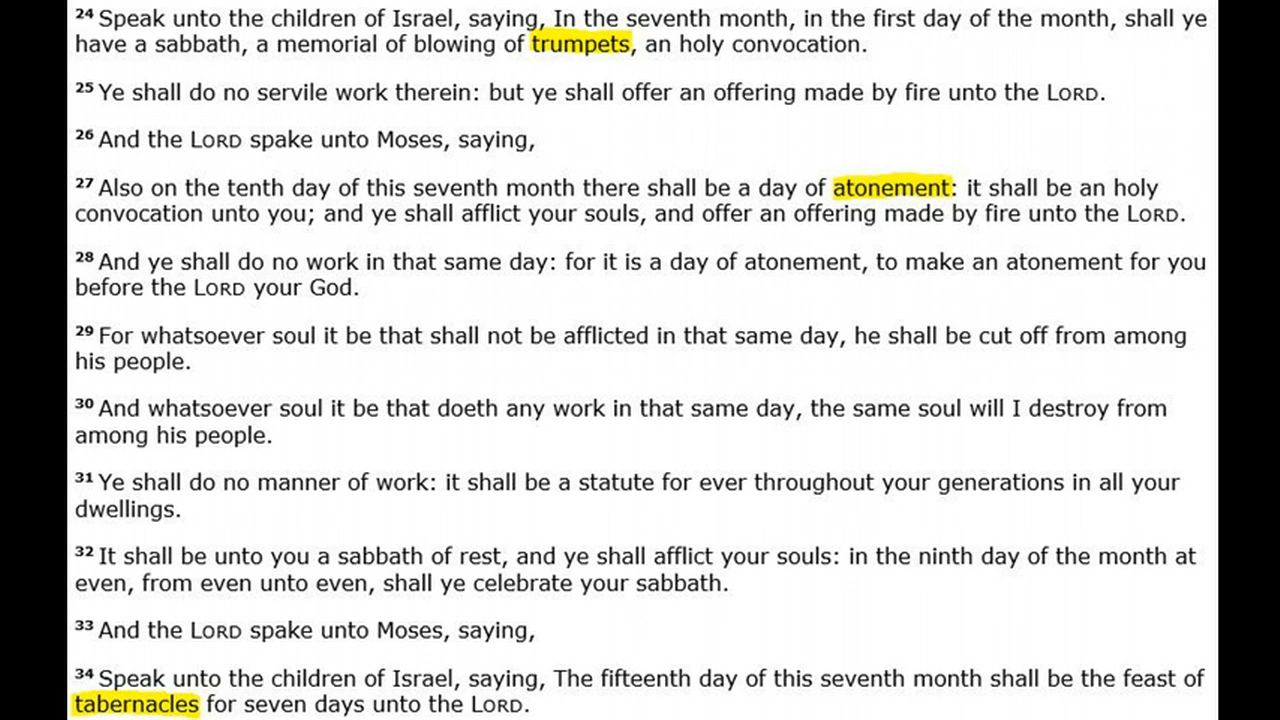 24 Speak unto the children of Israel, saying, In the seventh month, in the first day of the month, shall ye
have a sabbath, a memorial of blowing of trumpets, an holy convocation.
25 Ye shall do no servile work therein: but ye shall offer an offering made by fire unto the LORD.
26 And the LORD spake unto Moses, saying,
27 Also on the tenth day of this seventh month there shall be a day of atonement: it shall be an holy
convocation unto you; and ye shall afflict your souls, and offer an offering made by fire unto the LORD.
28 And ye shall do no work in that same day: for it is a day of atonement, to make an atonement for you
before the LORD your God.
29 For whatsoever soul it be that shall not be afflicted in that same day, he shall be cut off from among
his people.
30 And whatsoever soul it be that doeth any work in that same day, the same soul will I destroy from
among his people.
31 Ye shall do no manner of work: it shall be a statute for ever throughout your generations in all your
dwellings.
32 It shall be unto you a sabbath of rest, and ye shall afflict your souls: in the ninth day of the month at
even, from even unto even, shall ye celebrate your sabbath.
33 And the LORD spake unto Moses, saying,
34 Speak unto the children of Israel, saying, The fifteenth day of this seventh month shall be the feast of
tabernacles for seven days unto the LORD.